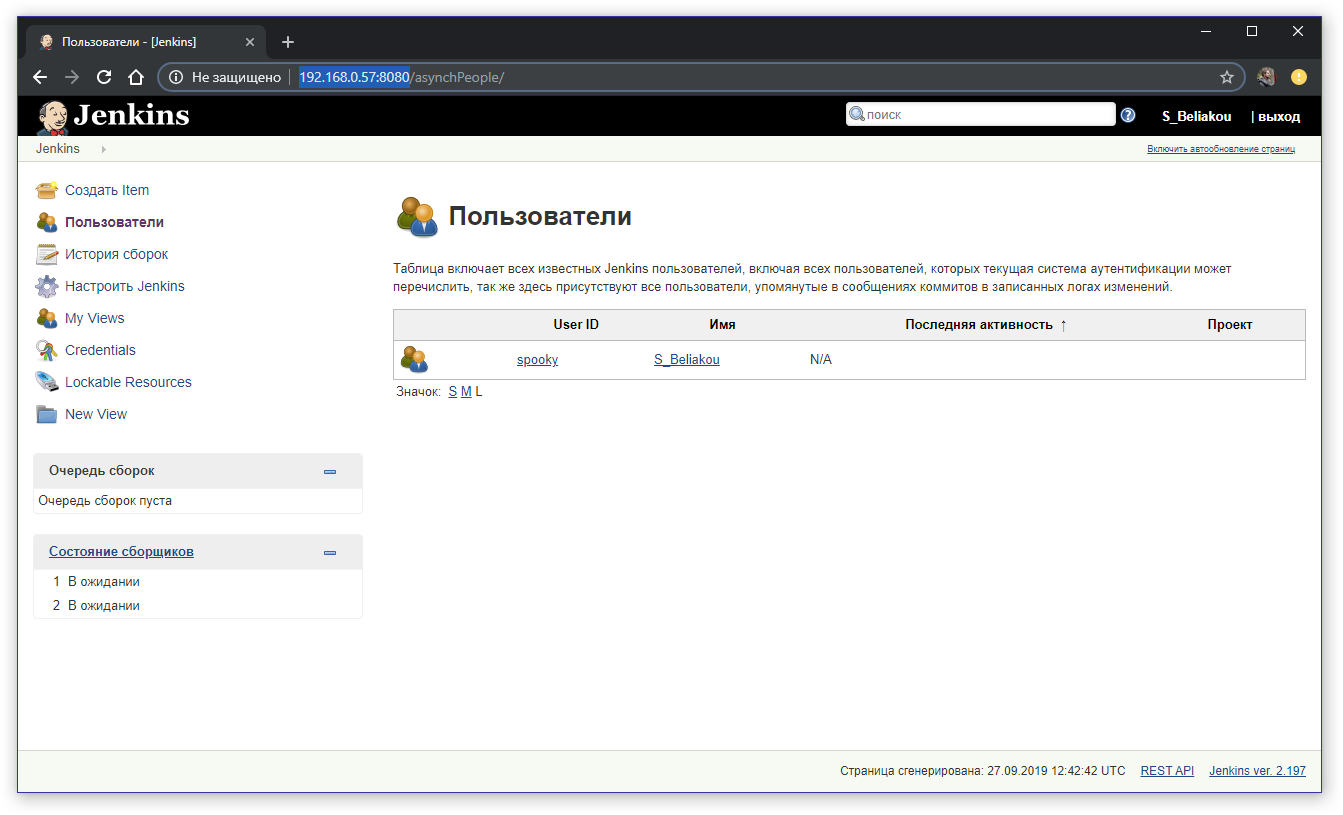 Пользователи - [Jenkins]
Не защищено | 192.168.0.57:8080/asynchPeople/
Jenkins
поиск
S_Beliakou
| выход
Jenkins
Включить автообновление страниц
Создать Item
Пользователи
История сборок
Настроить Jenkins
My Views
Credentials
Lockable Resources
New View
Очередь сборок
Очередь сборок пуста
Состояние сборщиков
1 В ожидании
2 В ожидании
Пользователи
Таблица включает всех известных Jenkins пользователей, включая всех пользователей, которых текущая система аутентификации может
перечислить, так же здесь присутствуют все пользователи, упомянутые в сообщениях коммитов в записанных логах изменений.
User ID Имя Последняя активность ↑ Проект
spooky S_Beliakou N/A
Значок: S M L
Страница сгенерирована: 27.09.2019 12:42:42 UTC REST API Jenkins ver. 2.197